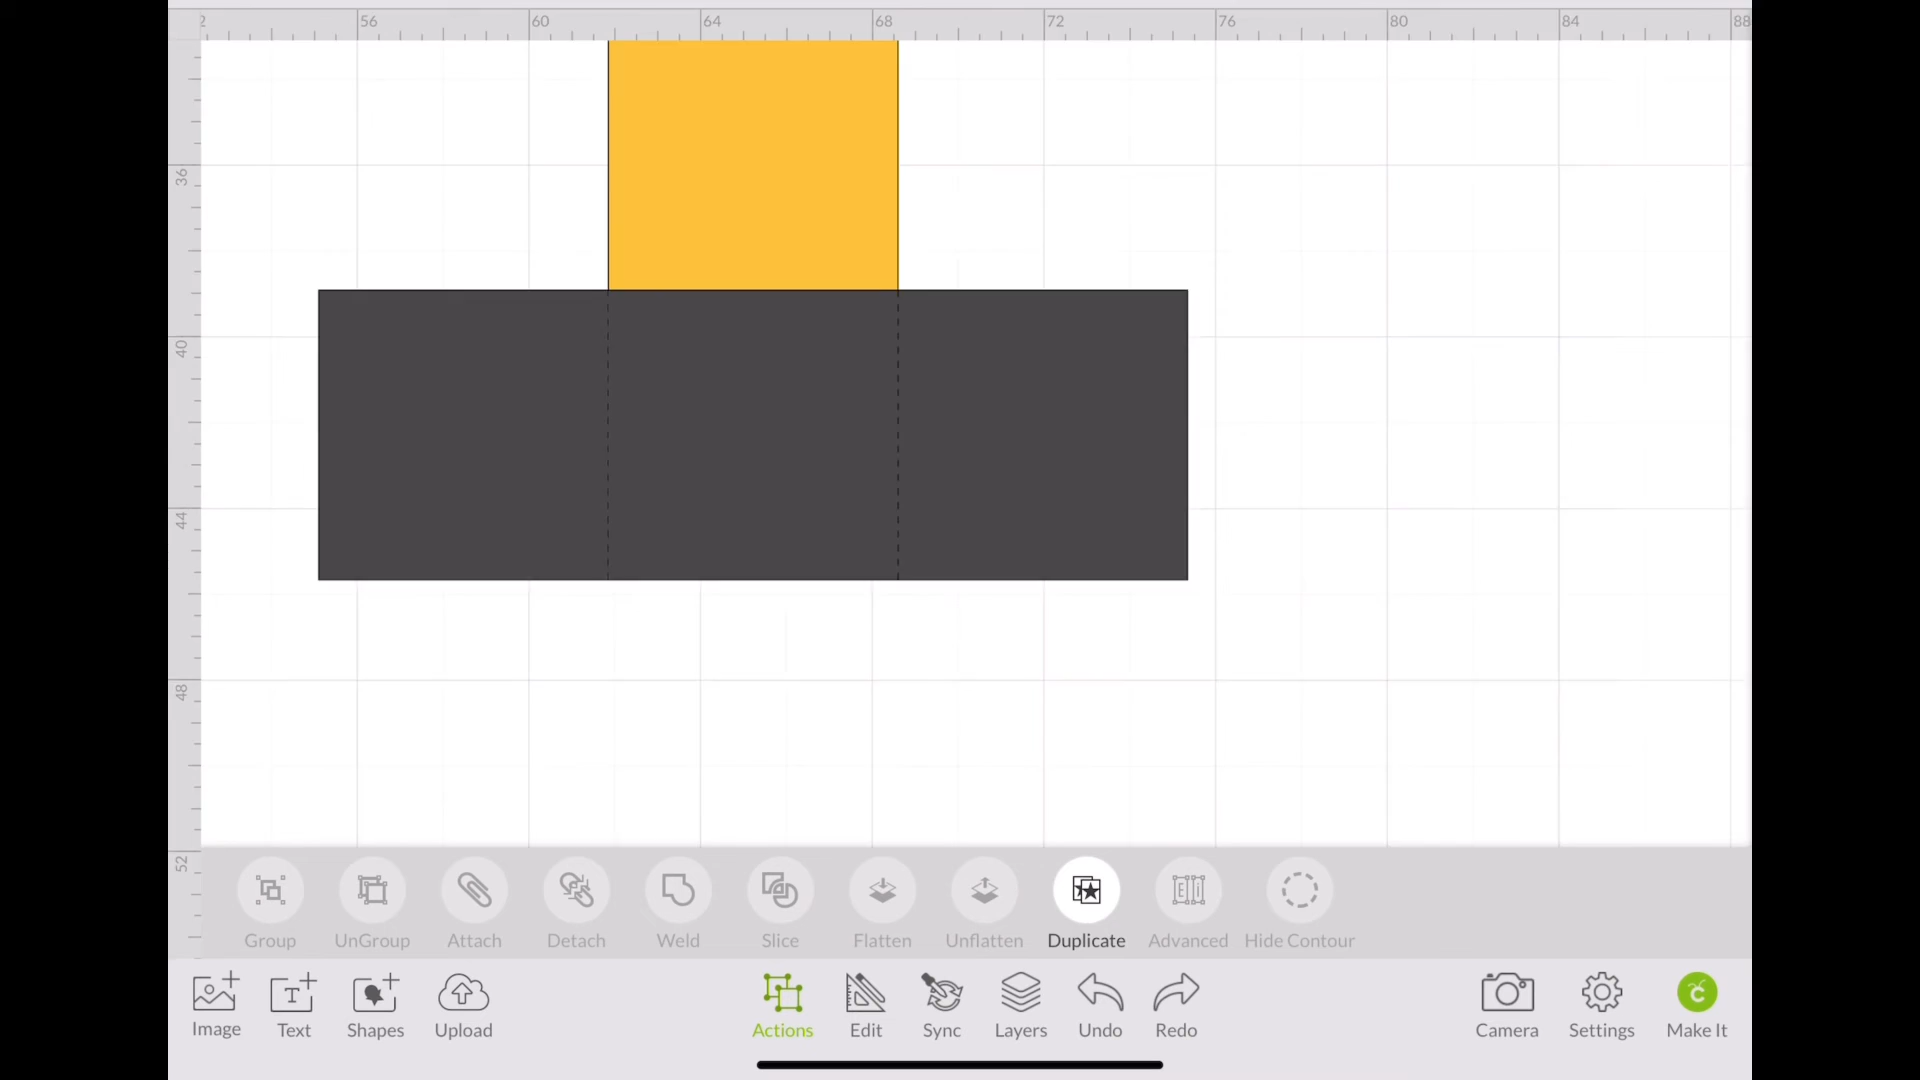 2 56 60 64 68 72 76 80 84 88
36
40
44
48
52
Group UnGroup Attach Detach Weld Slice Flatten Unflatten Duplicate Advanced Hide Contour
Image Text Shapes Upload Actions Edit Sync Layers Undo Redo Camera Settings Make It